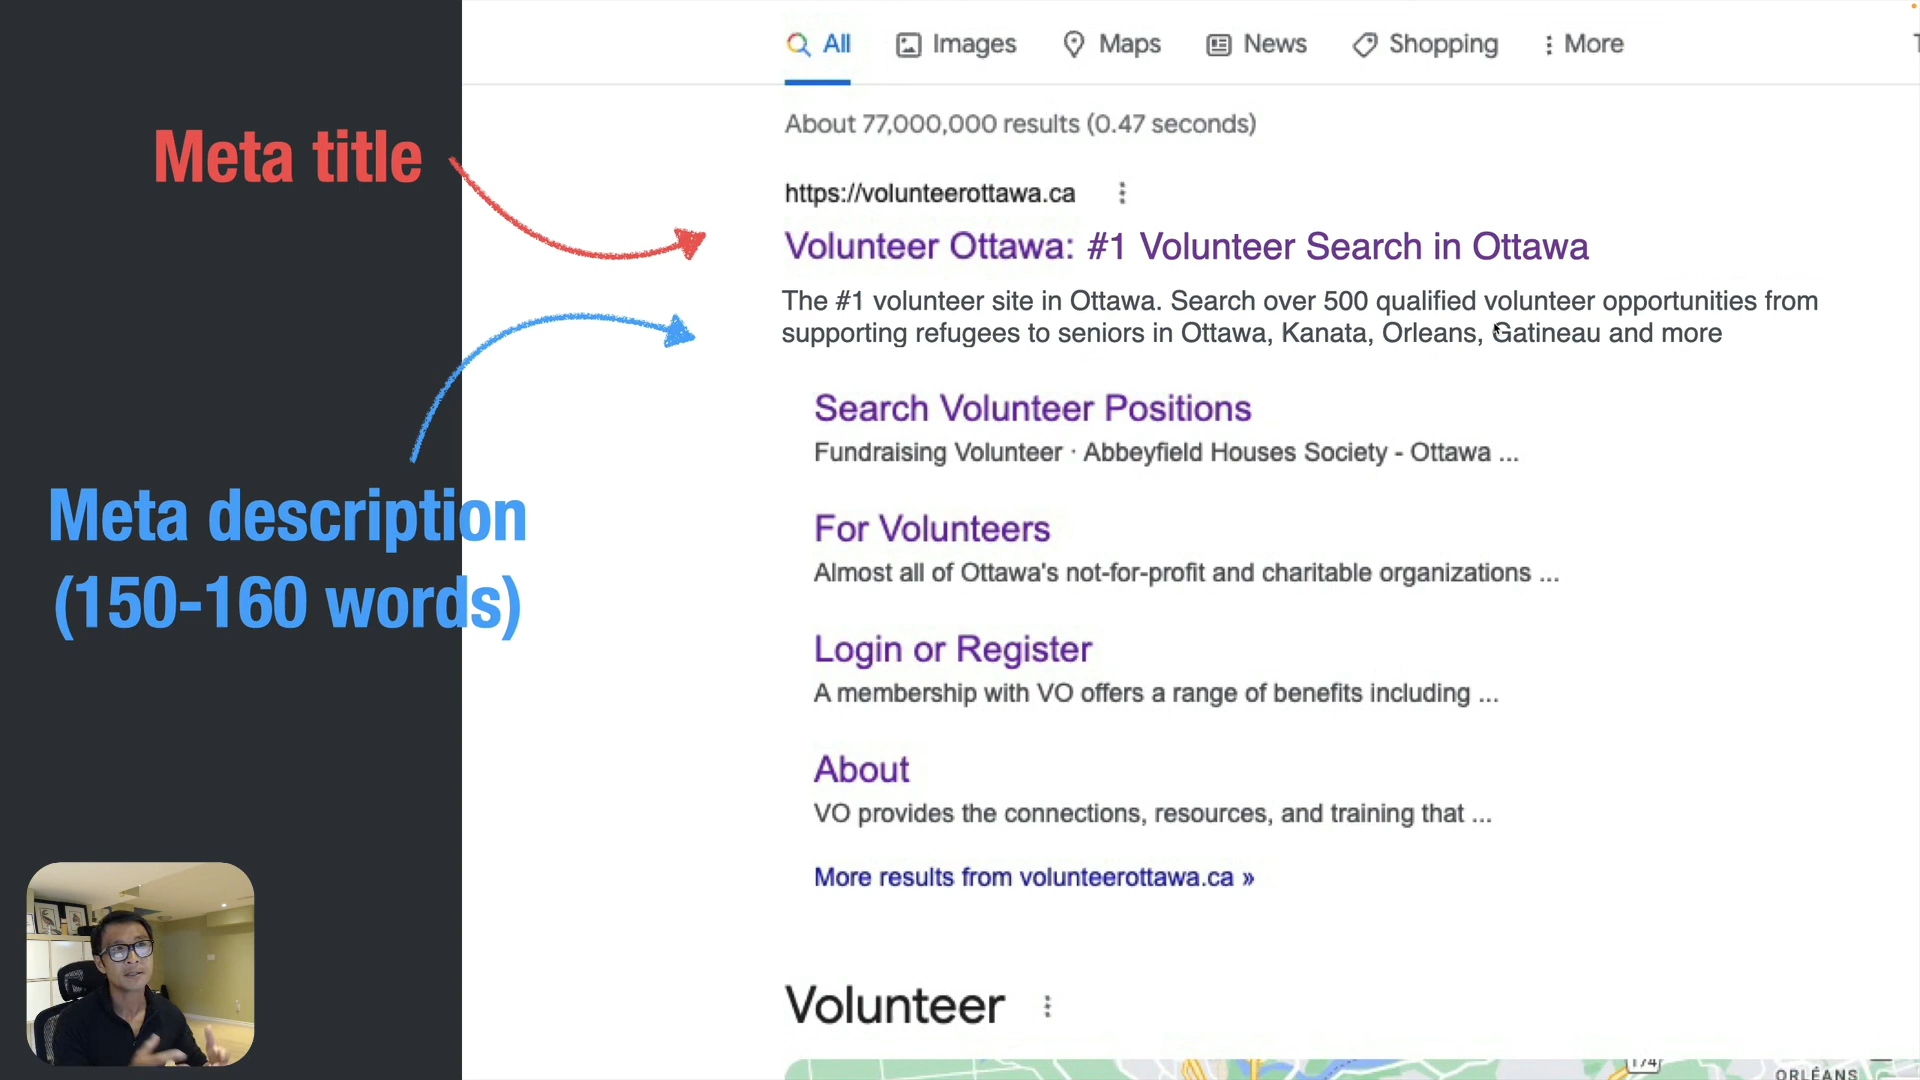 All
Images
Maps
News
Shopping
More
About 77,000,000 results (0.47 seconds)
Meta title
https://volunteerottawa.ca
Volunteer Ottawa: #1 Volunteer Search in Ottawa
The #1 volunteer site in Ottawa. Search over 500 qualified volunteer opportunities from
supporting refugees to seniors in Ottawa, Kanata, Orleans, Gatineau and more
Meta description
(150-160 words)
Search Volunteer Positions
Fundraising Volunteer · Abbeyfield Houses Society - Ottawa ...
For Volunteers
Almost all of Ottawa's not-for-profit and charitable organizations ...
Login or Register
A membership with VO offers a range of benefits including ...
About
VO provides the connections, resources, and training that ...
More results from volunteerottawa.ca »
Volunteer
174
ORLÉANS